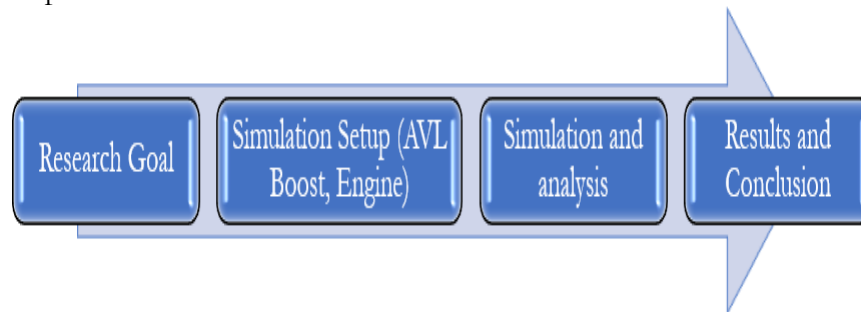 Research Goal
Simulation Setup (AVL
Boost, Engine)
Simulation and
analysis
Results and
Conclusion